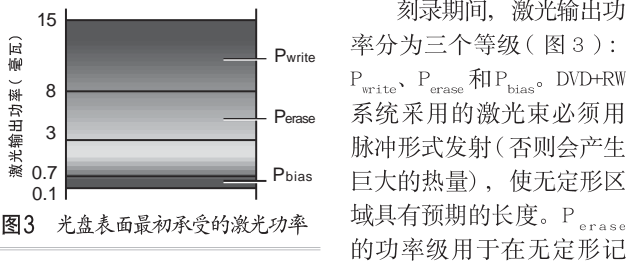 15
8
3
0.7
0.1
激光输出功率（毫瓦）
Pwrite
Perase
Pbias
图3 光盘表面最初承受的激光功率
刻录期间，激光输出功
率分为三个等级（图3）：
Pwrite、Perase和Pbias。DVD+RW
系统采用的激光束必须用
脉冲形式发射（否则会产生
巨大的热量），使无定形区
域具有预期的长度。Perase
的功率级用于在无定形记